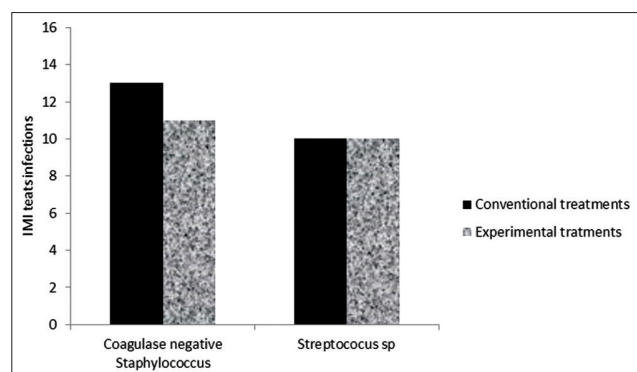 16
14
12
10
8
6
4
2
0
IMI teats infections
Coagulase negative
Staphylococcus
Streptococus sp
Conventional treatments
Experimental tratments